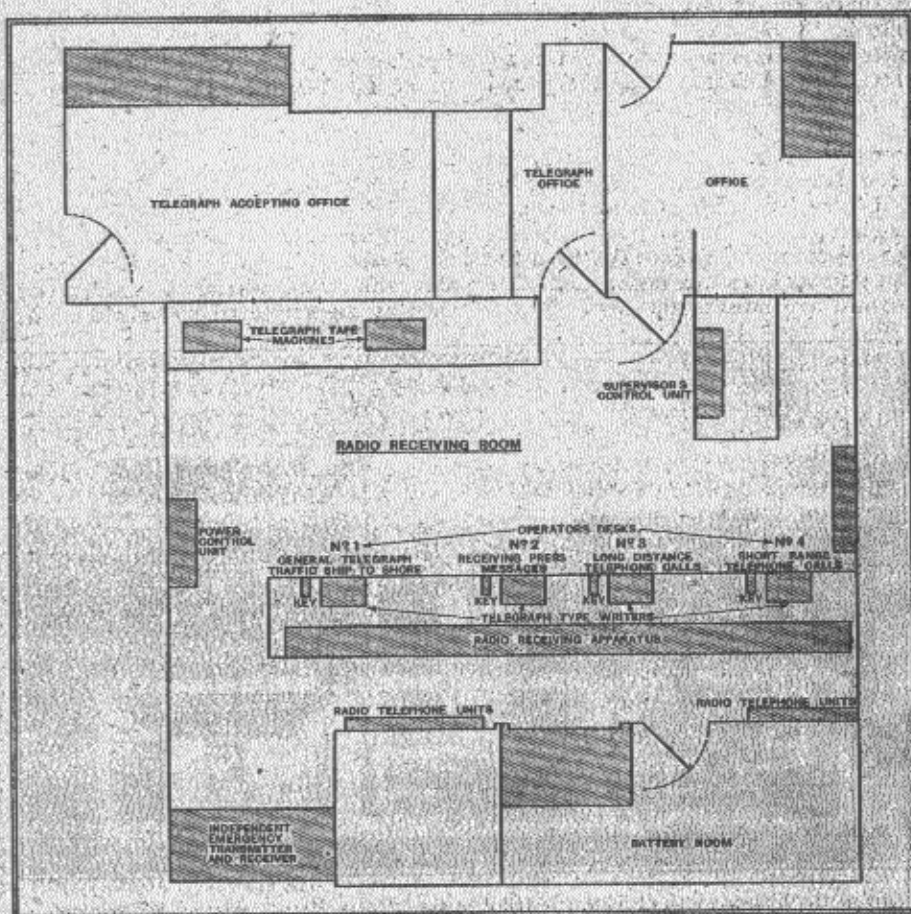 TELEGRAPH ACCEPTING OFFICE
TELEGRAPH
OFFICE
OFFICE
TELEGRAPH TAPE
MACHINES
SUPERVISORS
CONTROL UNIT
RADIO RECEIVING ROOM
POWER
CONTROL
UNIT
OPERATORS DESKS
Nº 1
GENERAL TELEGRAPH
TRAFFIC SHIP TO SHORE
Nº 2
RECEIVING PRESS
MESSAGES
Nº 3
LONG DISTANCE
TELEPHONE CALLS
Nº 4
SHORT RANGE
TELEPHONE CALLS
KEY
KEY
KEY
KEY
TELEGRAPH TYPE WRITERS
RADIO RECEIVING APPARATUS
RADIO TELEPHONE UNITS
RADIO TELEPHONE UNITS
INDEPENDENT
EMERGENCY
TRANSMITTER
AND RECEIVER
BATTERY ROOM